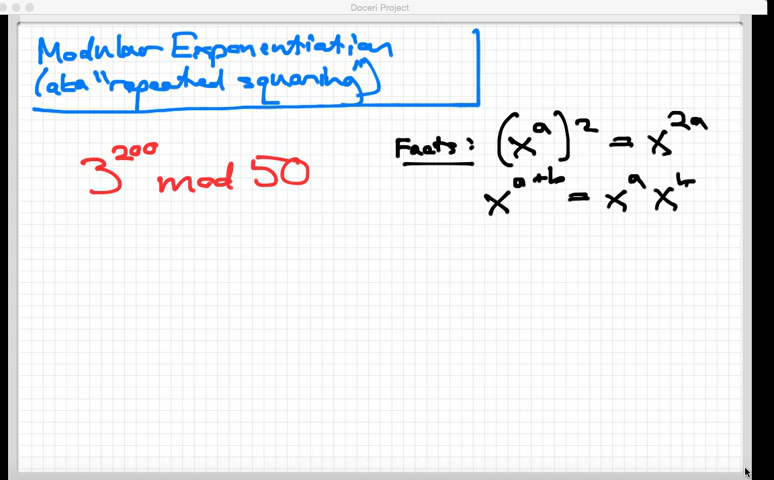 Doceri Project
Modular Exponentiation
(aka "repeated squaring")
3^200 mod 50
Facts: (x^a)^2 = x^2a
x^a+b = x^a x^b